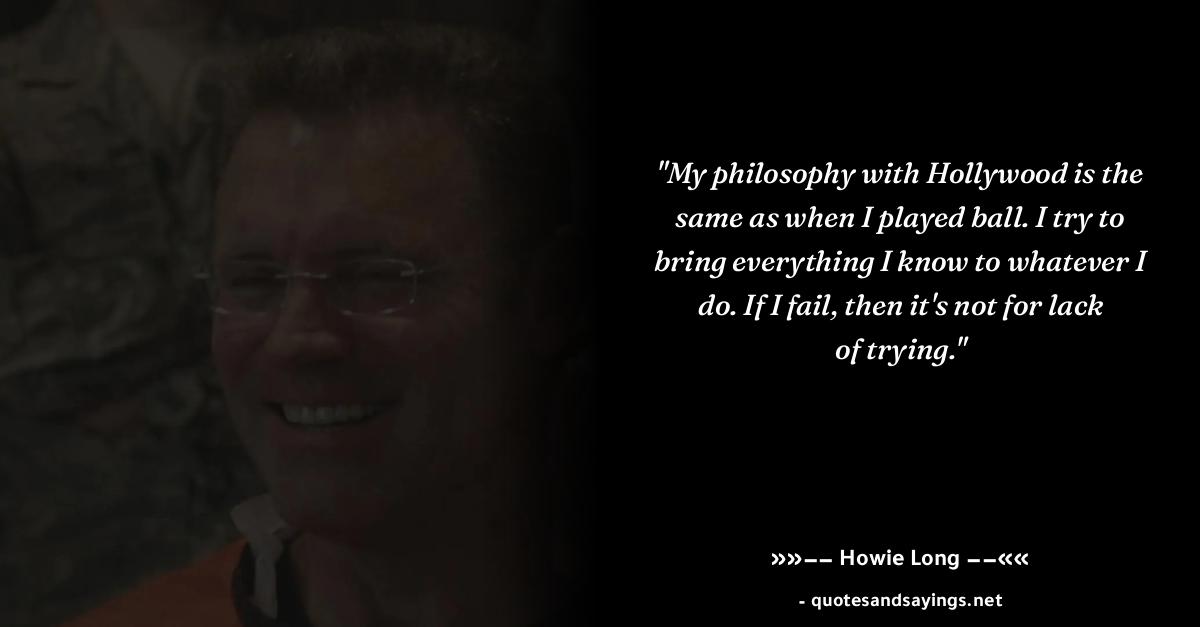 "My philosophy with Hollywood is the
same as when I played ball. I try to
bring everything I know to whatever I
do. If I fail, then it's not for lack
of trying."
»»−− Howie Long −−««
- quotesandsayings.net